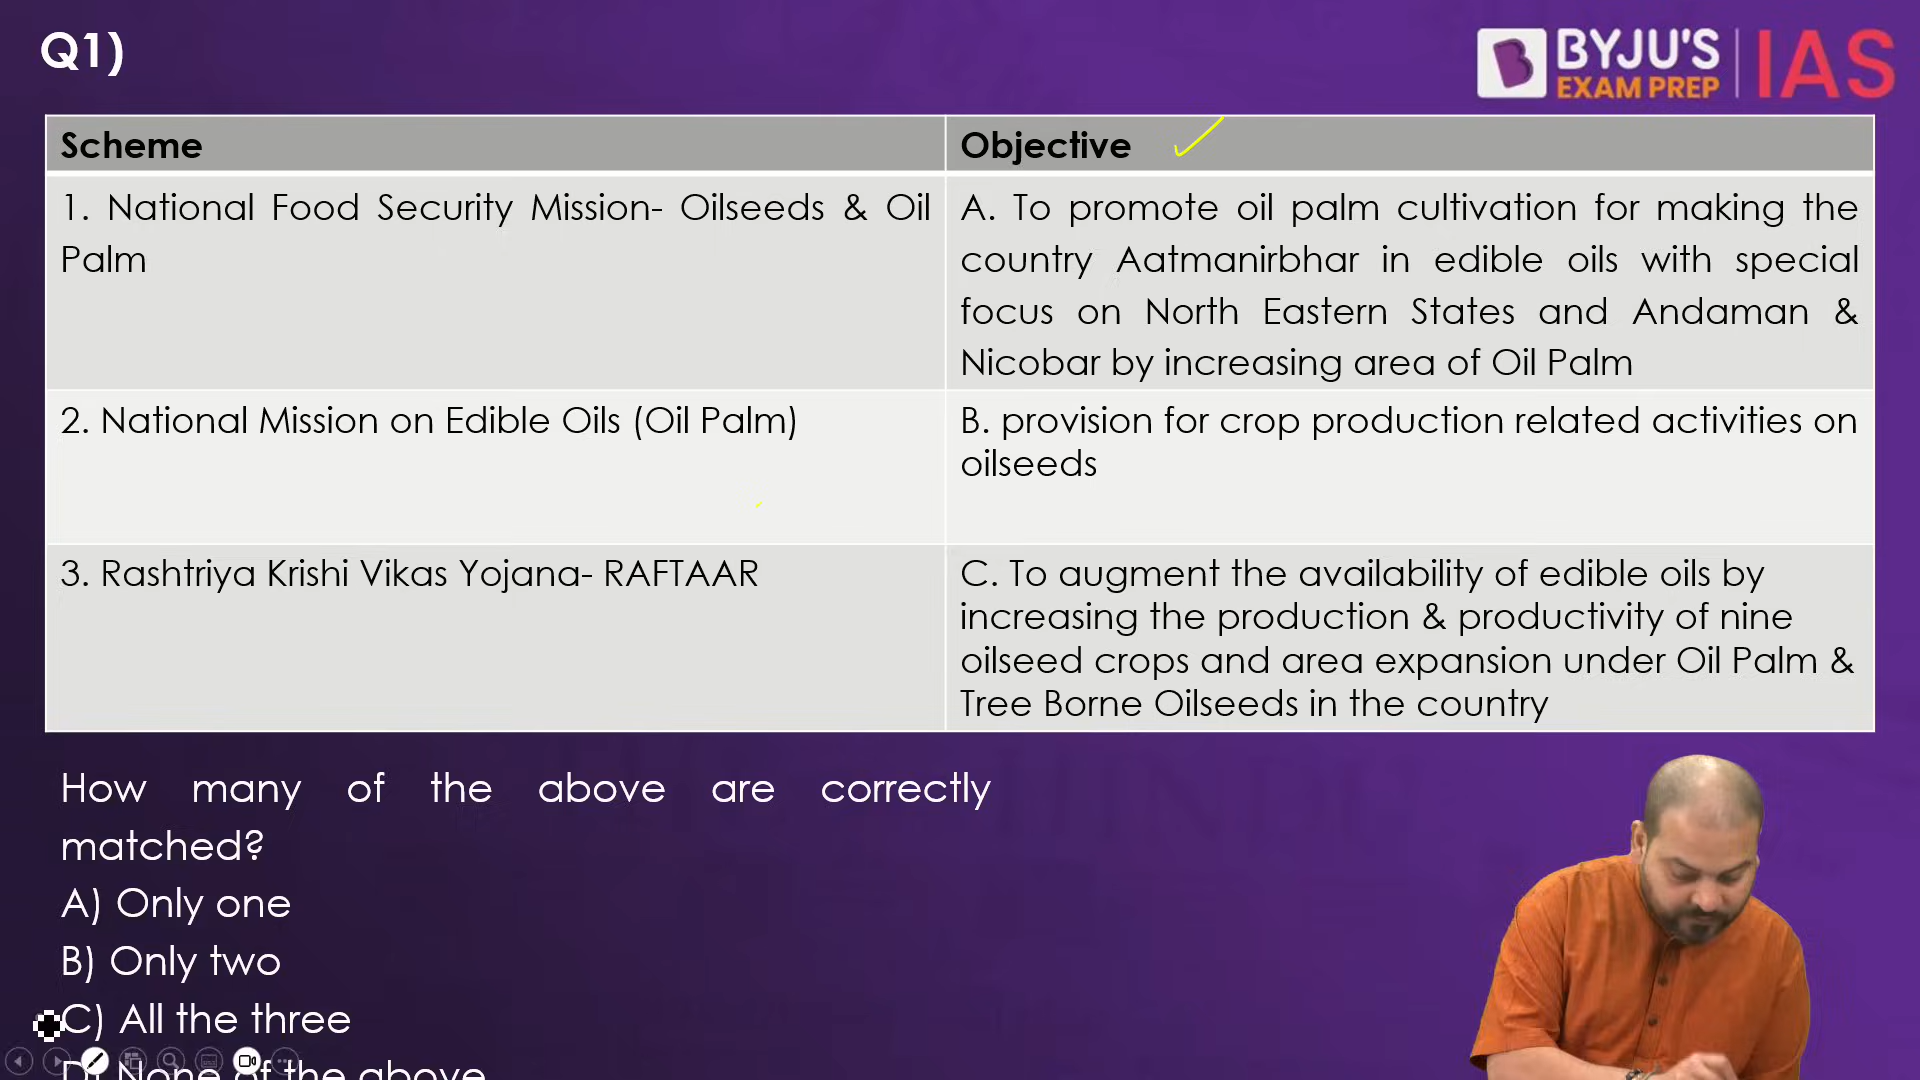 Q1)
BYJU'S
EXAM PREP
IAS
Scheme
Objective
1. National Food Security Mission- Oilseeds & Oil
Palm
A. To promote oil palm cultivation for making the
country Aatmanirbhar in edible oils with special
focus on North Eastern States and Andaman &
Nicobar by increasing area of Oil Palm
2. National Mission on Edible Oils (Oil Palm)
B. provision for crop production related activities on
oilseeds
3. Rashtriya Krishi Vikas Yojana- RAFTAAR
C. To augment the availability of edible oils by
increasing the production & productivity of nine
oilseed crops and area expansion under Oil Palm &
Tree Borne Oilseeds in the country
How many of the above are correctly
matched?
A) Only one
B) Only two
C) All the three
D) None of the above